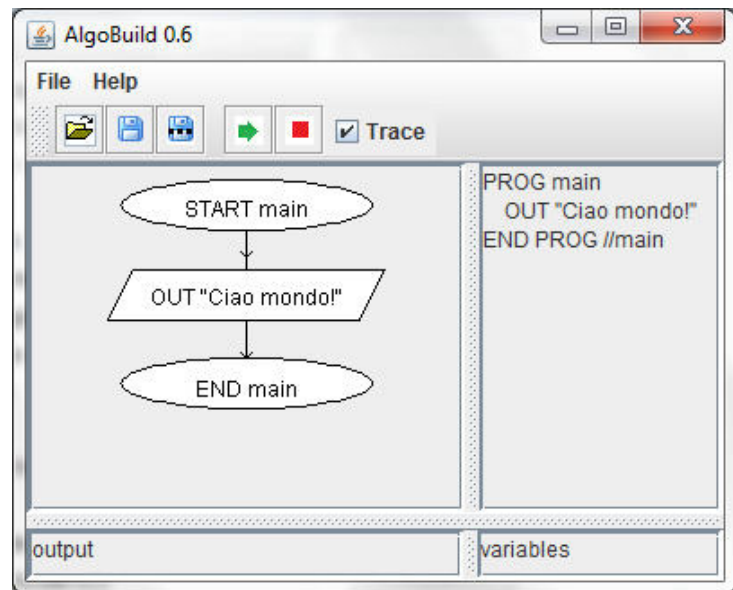 AlgoBuild 0.6
File Help
Trace
START main
OUT "Ciao mondo!"
END main
PROG main
OUT "Ciao mondo!"
END PROG //main
output
variables